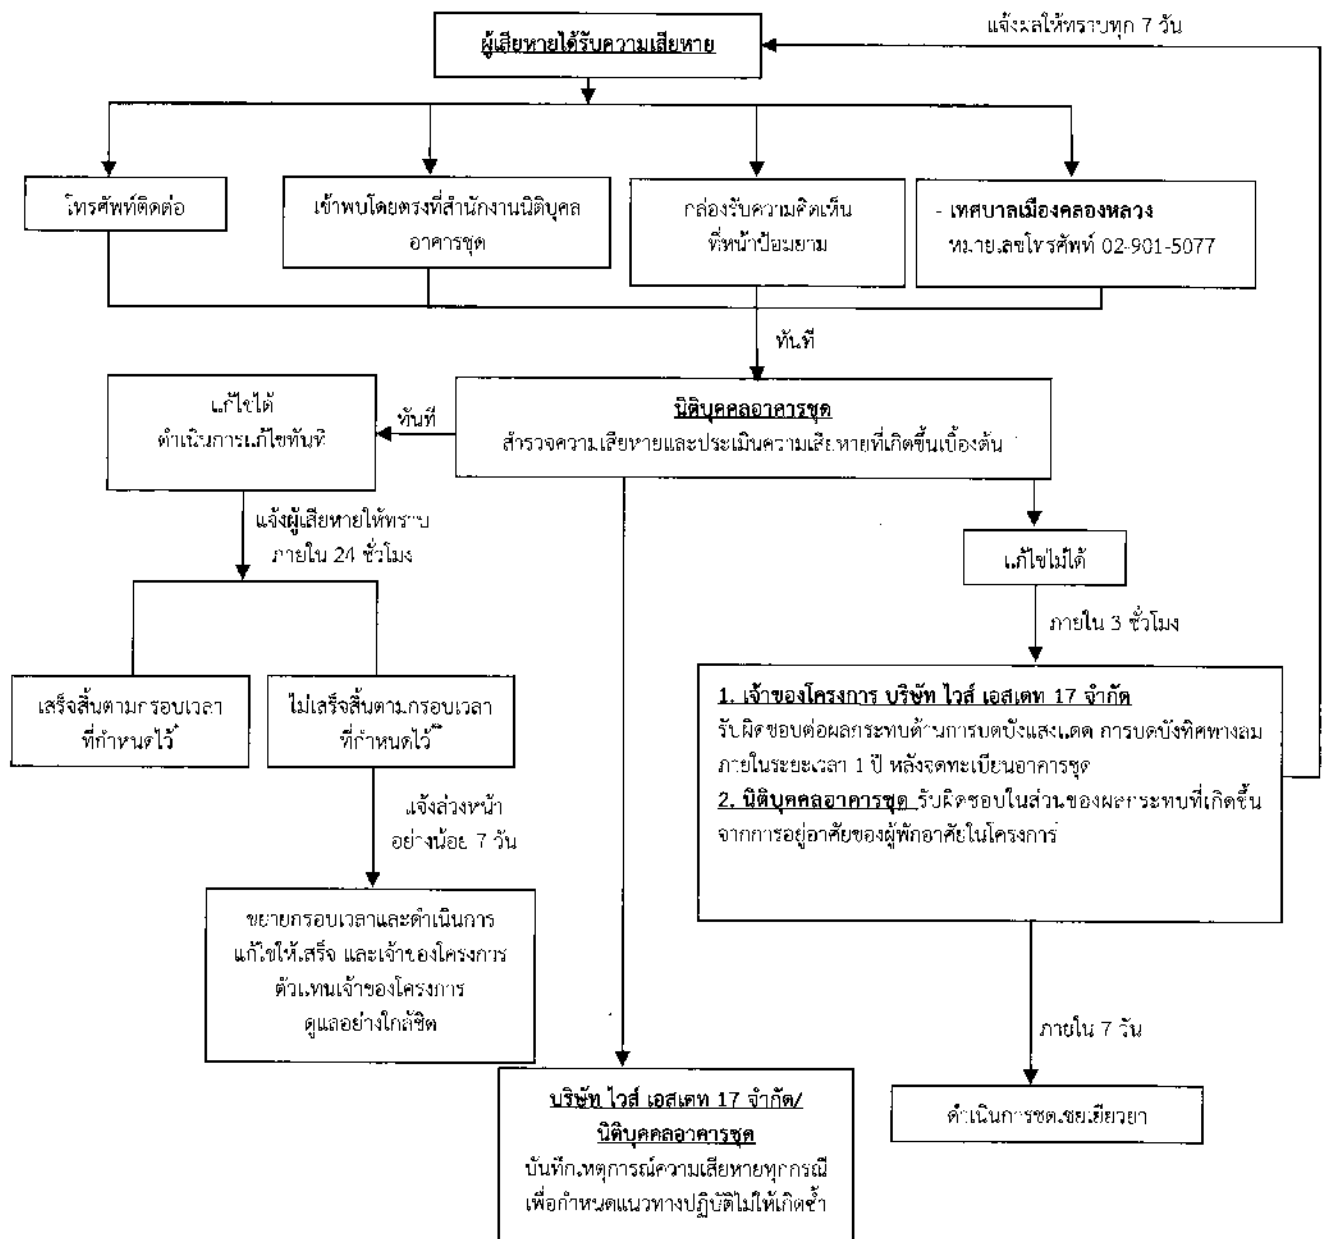 ผู้เสียหายได้รับความเสียหาย
แจ้งผลให้ทราบทุก 7 วัน
โทรศัพท์ติดต่อ
เข้าพบโดยตรงที่สำนักงานนิติบุคล
อาคารชุด
กล่องรับความคิดเห็น
ที่หน้าป้อมยาม
- เทศบาลเมืองคลองหลวง
หมายเลขโทรศัพท์ 02-901-5077
ทันที
นิติบุคคลอาคารชุด
สำรวจความเสียหายและประเมินความเสียหายที่เกิดขึ้นเบื้องต้น
ทันที
แก้ไขได้
ดำเนินการแก้ไขทันที
แจ้งผู้เสียหายให้ทราบ
ภายใน 24 ชั่วโมง
แก้ไขไม่ได้
ภายใน 3 ชั่วโมง
เสร็จสิ้นตามกรอบเวลา
ที่กำหนดไว้
ไม่เสร็จสิ้นตามกรอบเวลา
ที่กำหนดไว้
1. เจ้าของโครงการ บริษัท ไวส์ เอสเตท 17 จำกัด
รับผิดชอบต่อผลกระทบด้านการบดบังแสงแดด การบดบังทิศทางลม
ภายในระยะเวลา 1 ปี หลังจดทะเบียนอาคารชุด
2. นิติบุคคลอาคารชุด รับผิดชอบในส่วนของผลกระทบที่เกิดขึ้น
จากการอยู่อาศัยของผู้พักอาศัยในโครงการ
แจ้งล่วงหน้า
อย่างน้อย 7 วัน
ขยายกรอบเวลาและดำเนินการ
แก้ไขให้เสร็จ และเจ้าของโครงการ
ตัวแทนเจ้าของโครงการ
ดูแลอย่างใกล้ชิด
ภายใน 7 วัน
ดำเนินการชดเชยเยียวยา
บริษัท ไวส์ เอสเตท 17 จำกัด/
นิติบุคคลอาคารชุด
บันทึกเหตุการณ์ความเสียหายทุกกรณี
เพื่อกำหนดแนวทางปฏิบัติไม่ให้เกิดซ้ำ